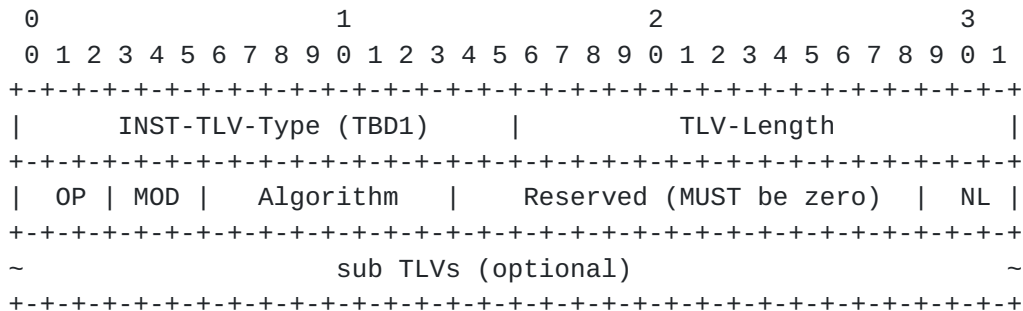 0                   1                   2                   3
 0 1 2 3 4 5 6 7 8 9 0 1 2 3 4 5 6 7 8 9 0 1 2 3 4 5 6 7 8 9 0 1
+-+-+-+-+-+-+-+-+-+-+-+-+-+-+-+-+-+-+-+-+-+-+-+-+-+-+-+-+-+-+-+-+
|      INST-TLV-Type (TBD1)     |          TLV-Length           |
+-+-+-+-+-+-+-+-+-+-+-+-+-+-+-+-+-+-+-+-+-+-+-+-+-+-+-+-+-+-+-+-+
|  OP | MOD |   Algorithm   |    Reserved (MUST be zero)  |  NL |
+-+-+-+-+-+-+-+-+-+-+-+-+-+-+-+-+-+-+-+-+-+-+-+-+-+-+-+-+-+-+-+-+
~                    sub TLVs (optional)                        ~
+-+-+-+-+-+-+-+-+-+-+-+-+-+-+-+-+-+-+-+-+-+-+-+-+-+-+-+-+-+-+-+-+